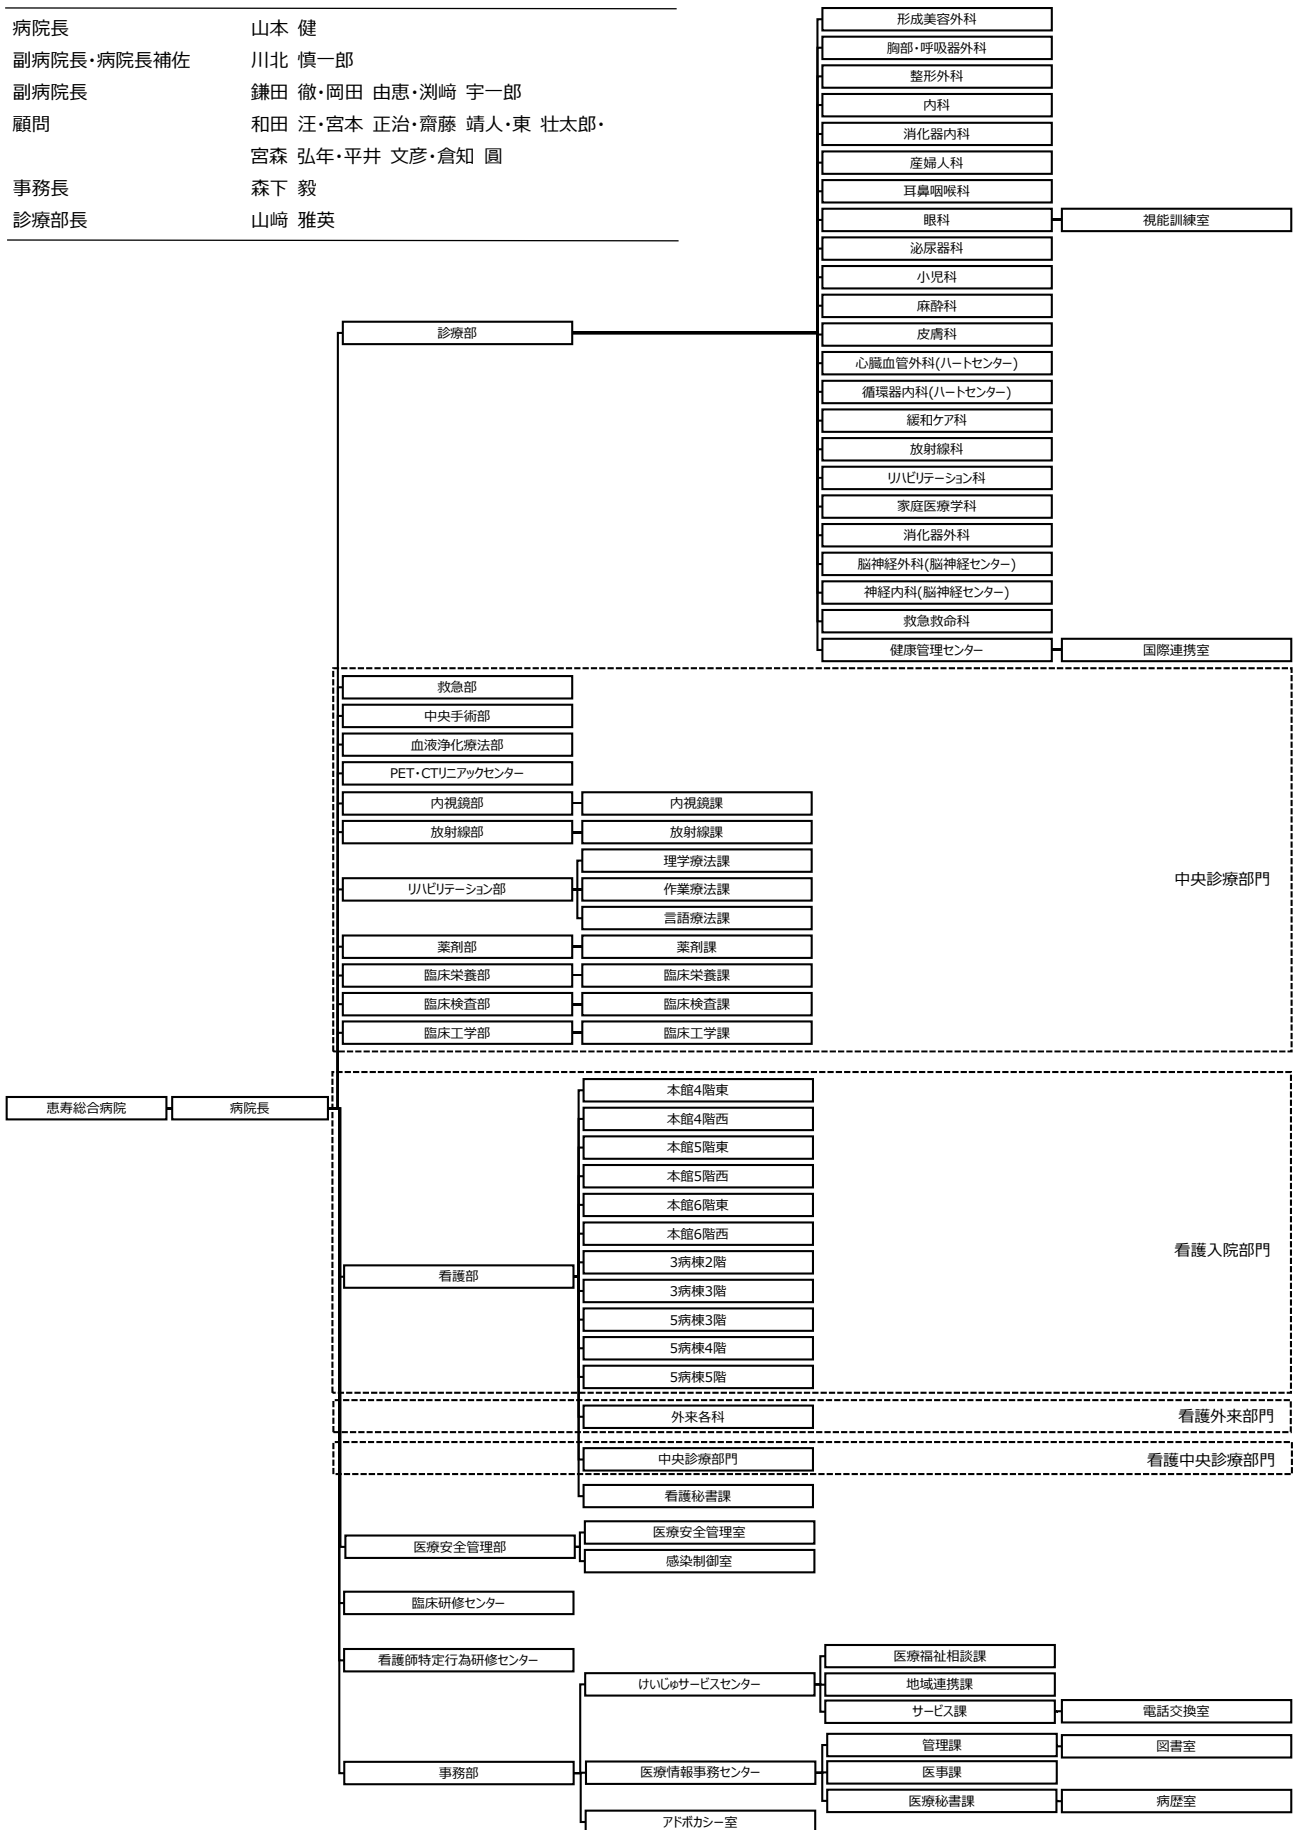 病院長 山本 健
副病院長・病院長補佐 川北 慎一郎
副病院長 鎌田 徹・岡田 由恵・渕﨑 宇一郎
顧問 和田 汪・宮本 正治・齋藤 靖人・東 壮太郎・
宮森 弘年・平井 文彦・倉知 圓
事務長 森下 毅
診療部長 山﨑 雅英
形成美容外科
胸部・呼吸器外科
整形外科
内科
消化器内科
産婦人科
耳鼻咽喉科
眼科 視能訓練室
泌尿器科
小児科
麻酔科
診療部 皮膚科
心臓血管外科(ハートセンター)
循環器内科(ハートセンター)
緩和ケア科
放射線科
リハビリテーション科
家庭医療学科
消化器外科
脳神経外科(脳神経センター)
神経内科(脳神経センター)
救急救命科
健康管理センター 国際連携室
救急部
中央手術部
血液浄化療法部
PET・CTリニアックセンター
内視鏡部 内視鏡課
放射線部 放射線課
理学療法課
リハビリテーション部 作業療法課 中央診療部門
言語療法課
薬剤部 薬剤課
臨床栄養部 臨床栄養課
臨床検査部 臨床検査課
臨床工学部 臨床工学課
本館4階東
恵寿総合病院 病院長
本館4階西
本館5階東
本館5階西
本館6階東
本館6階西
看護入院部門
3病棟2階
看護部
3病棟3階
5病棟3階
5病棟4階
5病棟5階
外来各科 看護外来部門
中央診療部門 看護中央診療部門
看護秘書課
医療安全管理室
医療安全管理部
感染制御室
臨床研修センター
看護師特定行為研修センター
医療福祉相談課
けいじゅサービスセンター 地域連携課
サービス課 電話交換室
管理課 図書室
事務部 医療情報事務センター 医事課
医療秘書課 病歴室
アドボカシー室